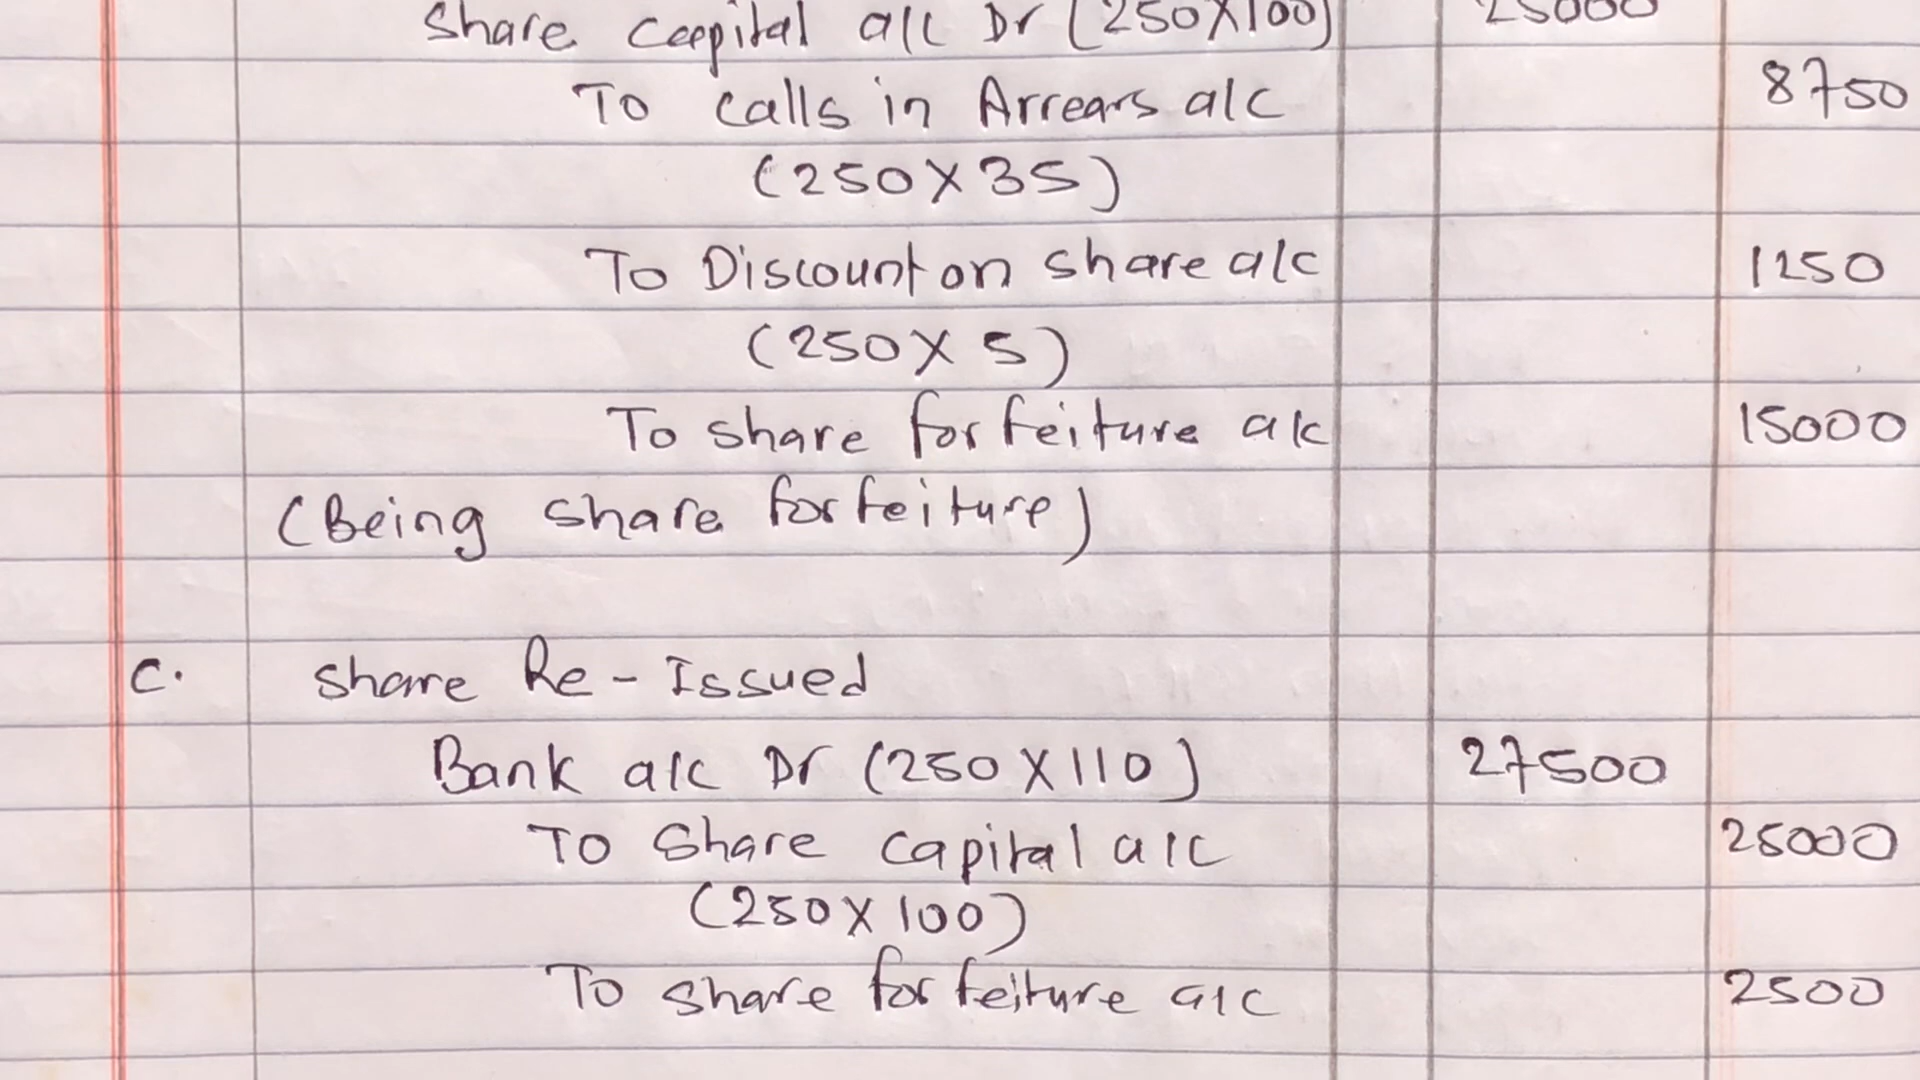 Share Capital a/c Dr (250X100) 25000
To Calls in Arrears a/c 8750
(250X35)
To Discount on share a/c 1250
(250X5)
To share forfeiture a/c 15000
(Being share forfeiture)
C. share Re-Issued
Bank a/c Dr (250X110) 27500
To Share Capital a/c 25000
(250X100)
To share forfeiture a/c 2500